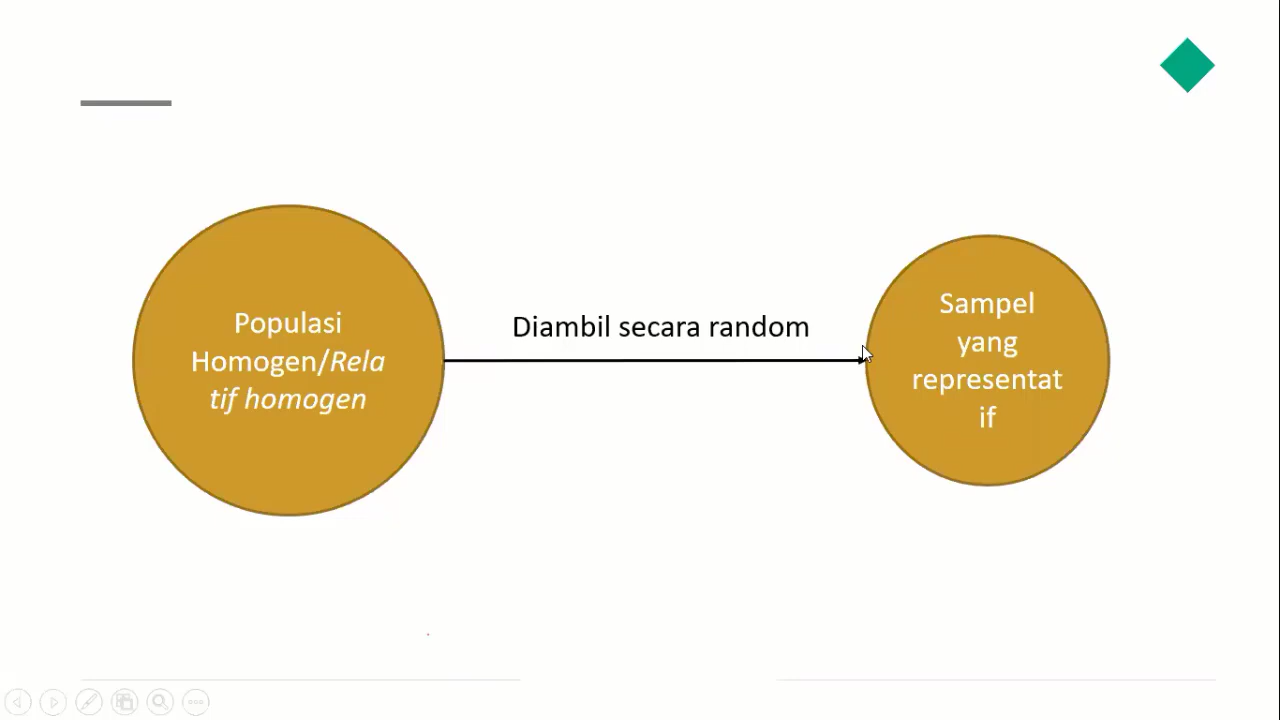 Populasi
Homogen/Rela
tif homogen
Diambil secara random
Sampel
yang
representat
if